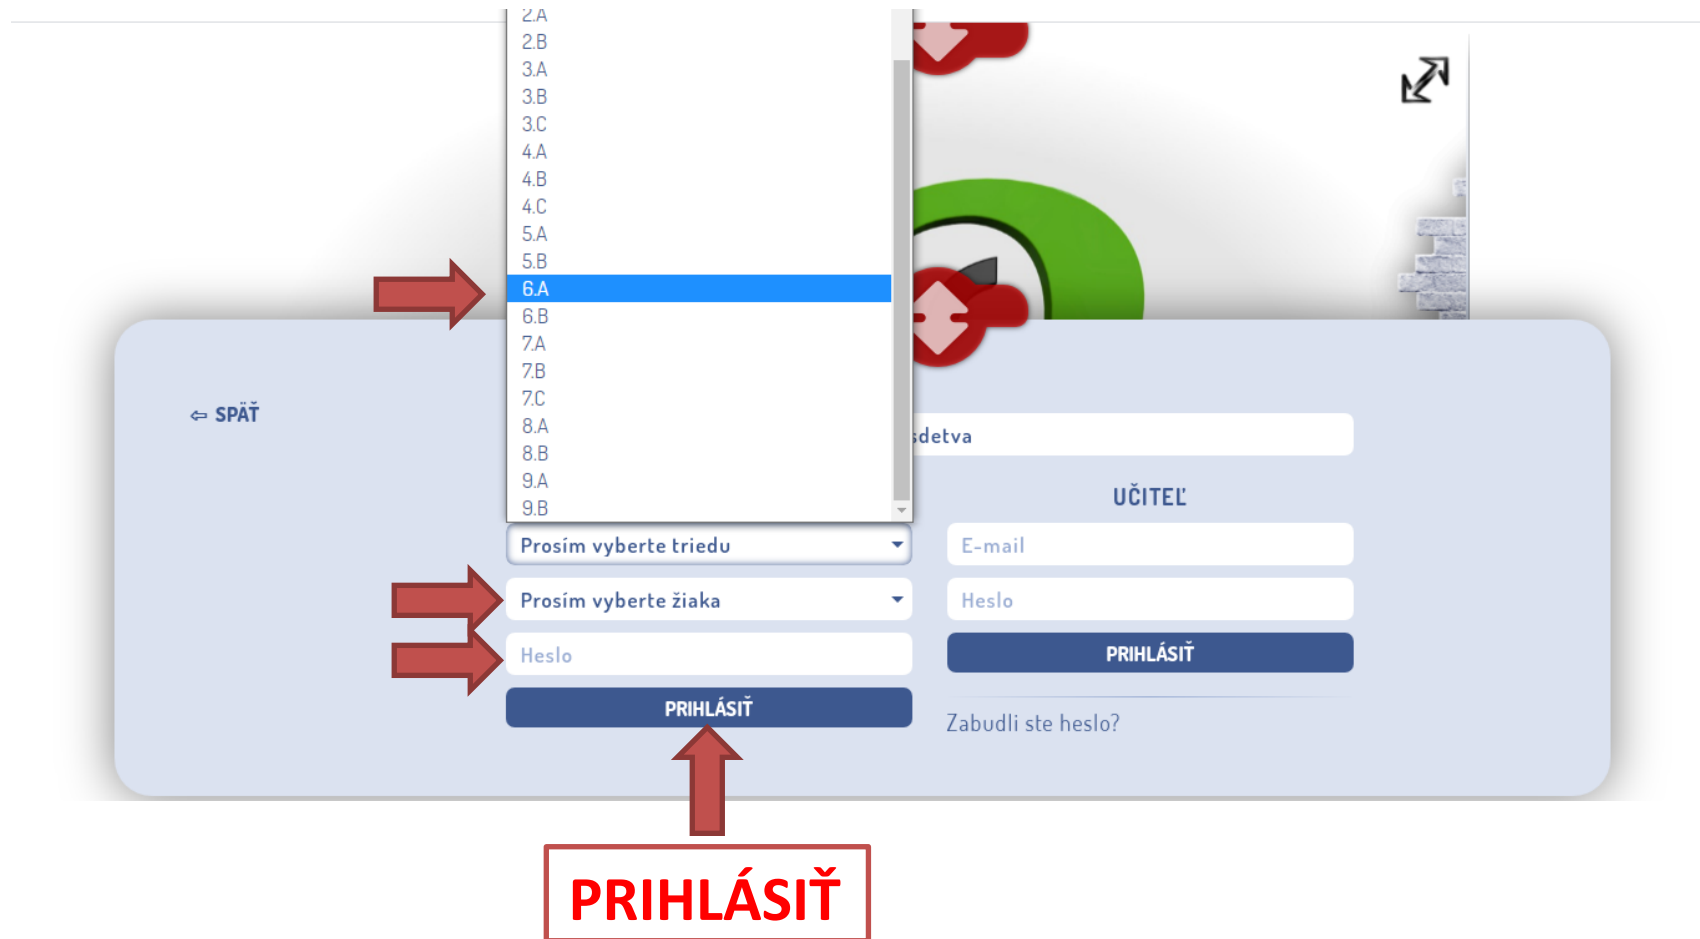 2.A
2.B
3.A
3.B
3.C
4.A
4.B
4.C
5.A
5.B
6.A
6.B
7.A
7.B
7.C
8.A
8.B
9.A
9.B
⇦ SPÄŤ
sdetva
Prosím vyberte triedu
Prosím vyberte žiaka
Heslo
PRIHLÁSIŤ
UČITEĽ
E-mail
Heslo
PRIHLÁSIŤ
Zabudli ste heslo?
PRIHLÁSIŤ